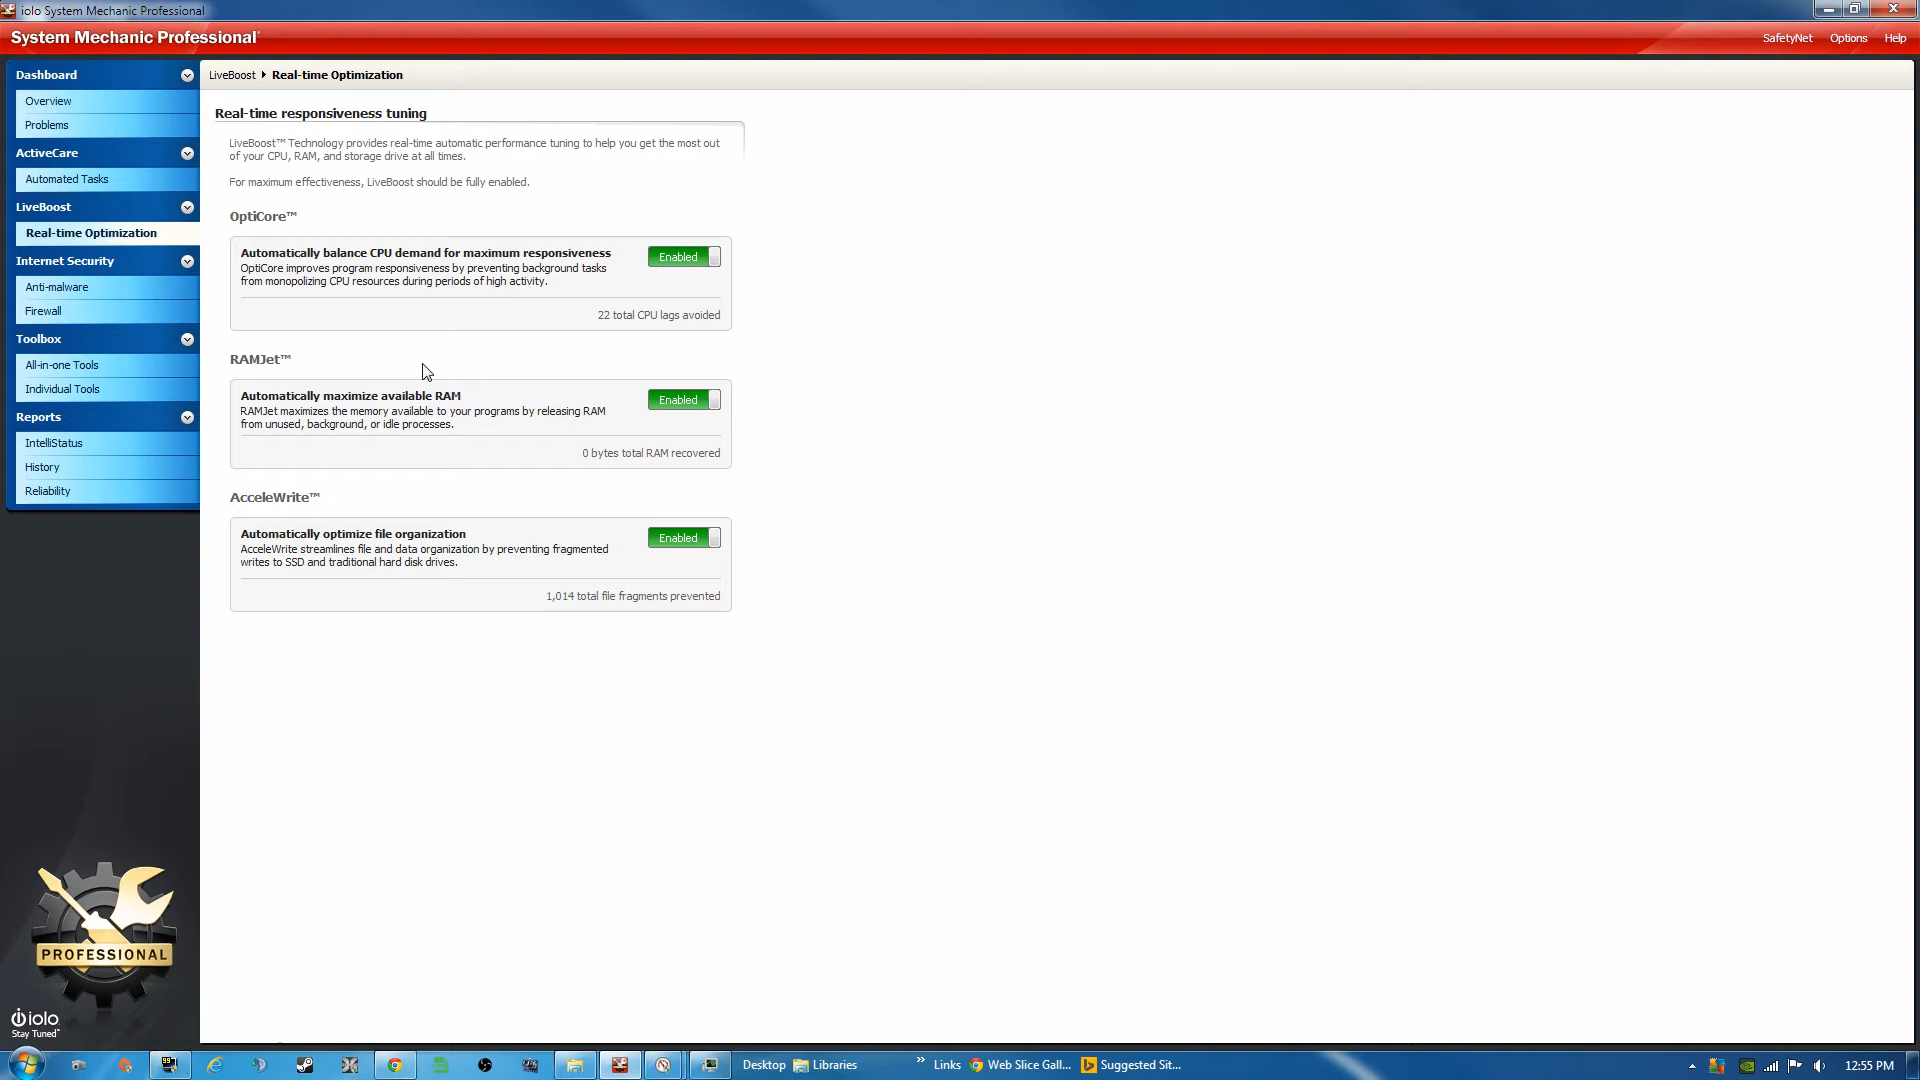 iolo System Mechanic Professional
System Mechanic Professional
SafetyNet Options Help
Dashboard
Overview
Problems
ActiveCare
Automated Tasks
LiveBoost
Real-time Optimization
Internet Security
Anti-malware
Firewall
Toolbox
All-in-one Tools
Individual Tools
Reports
IntelliStatus
History
Reliability
PROFESSIONAL
iolo
Stay Tuned™
LiveBoost Real-time Optimization
Real-time responsiveness tuning
LiveBoost™ Technology provides real-time automatic performance tuning to help you get the most out
of your CPU, RAM, and storage drive at all times.
For maximum effectiveness, LiveBoost should be fully enabled.
OptiCore™
Automatically balance CPU demand for maximum responsiveness
Enabled
OptiCore improves program responsiveness by preventing background tasks
from monopolizing CPU resources during periods of high activity.
22 total CPU lags avoided
RAMJet™
Automatically maximize available RAM
Enabled
RAMJet maximizes the memory available to your programs by releasing RAM
from unused, background, or idle processes.
0 bytes total RAM recovered
AcceleWrite™
Automatically optimize file organization
Enabled
AcceleWrite streamlines file and data organization by preventing fragmented
writes to SSD and traditional hard disk drives.
1,014 total file fragments prevented
Desktop Libraries » Links Web Slice Gall... Suggested Sit... 12:55 PM